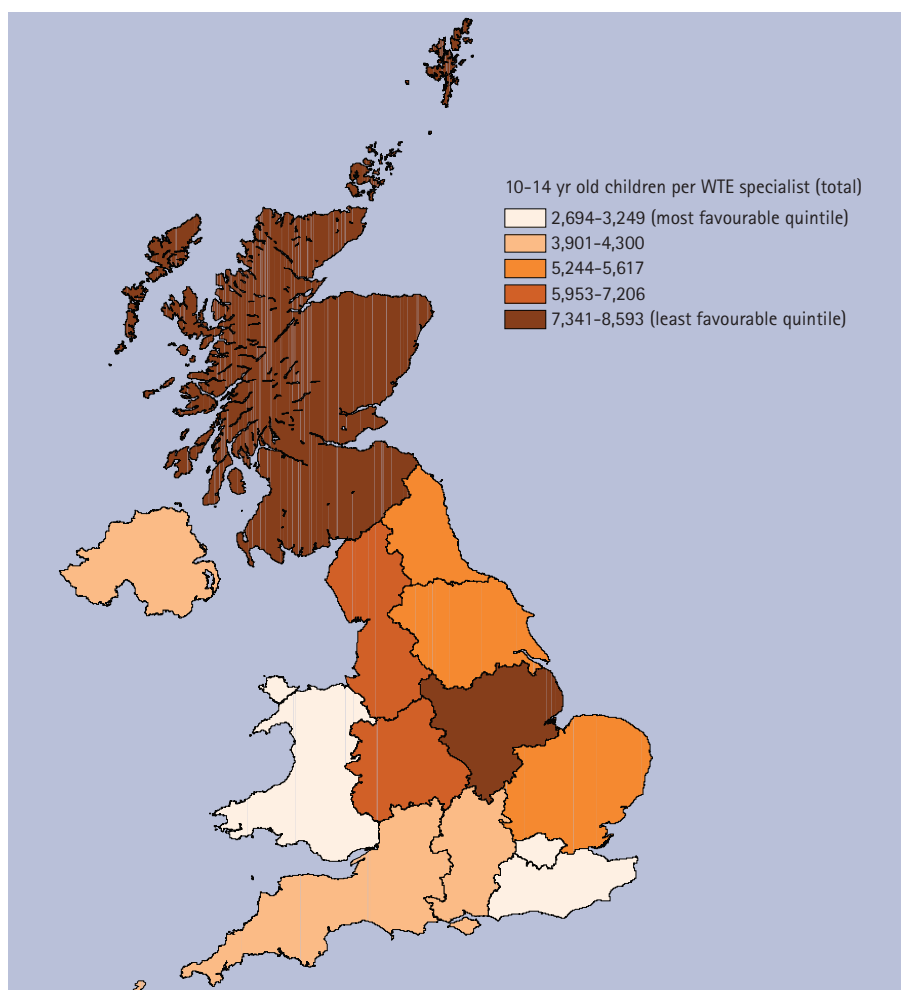 10-14 yr old children per WTE specialist (total)
2,694-3,249 (most favourable quintile)
3,901-4,300
5,244-5,617
5,953-7,206
7,341-8,593 (least favourable quintile)